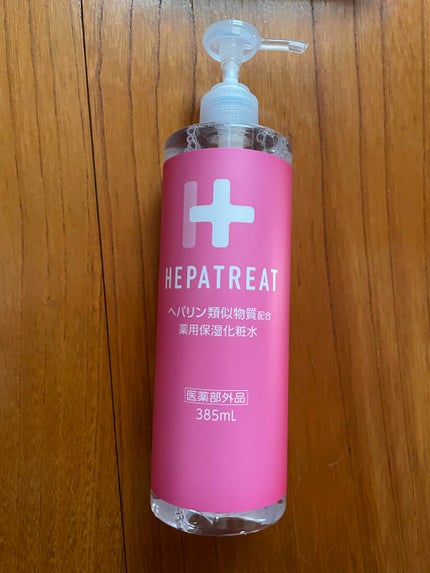 H
HEPATREAT
ヘパリン類似物質配合
薬用保湿化粧水
医薬部外品
385mL